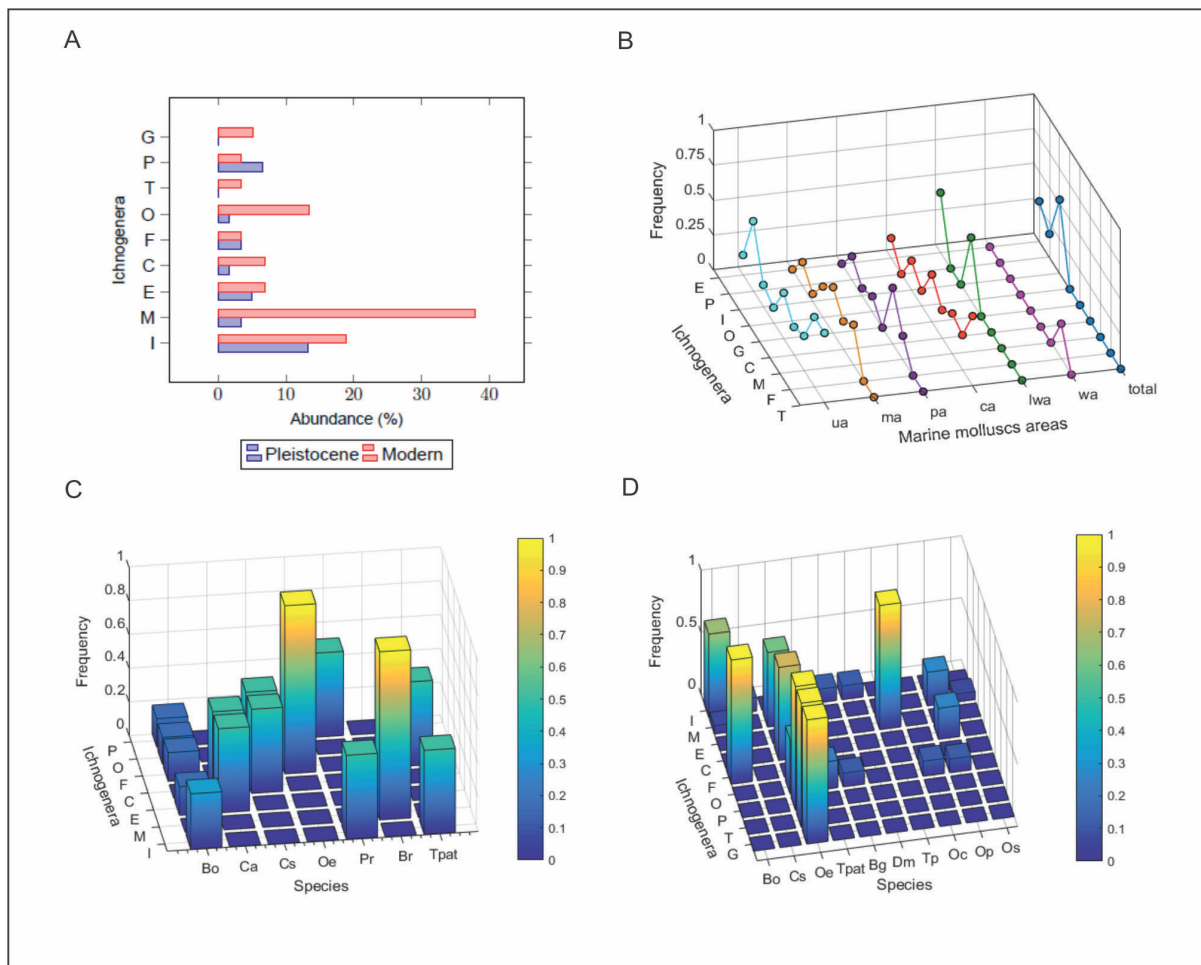 A
G
P
T
O
F
C
E
M
I
Ichnogenera
0 10 20 30 40
Abundance (%)
Pleistocene Modern
B
1
0.75
0.5
0.25
0
Frequency
E
P
I
O
G
C
M
F
T
Ichnogenera
ua ma pa ca lwa wa total
Marine molluscs areas
C
1
0.8
0.6
0.4
0.2
0
Frequency
P
O
F
C
E
M
I
Ichnogenera
Bo Ca Cs Oe Pr Br Tpat
Species
1
0.9
0.8
0.7
0.6
0.5
0.4
0.3
0.2
0.1
0
D
1
0.5
0
Frequency
I
M
E
C
F
O
P
T
G
Ichnogenera
Bo Cs Oe Tpat Bg Dm Tp Oc Op Os
Species
1
0.9
0.8
0.7
0.6
0.5
0.4
0.3
0.2
0.1
0